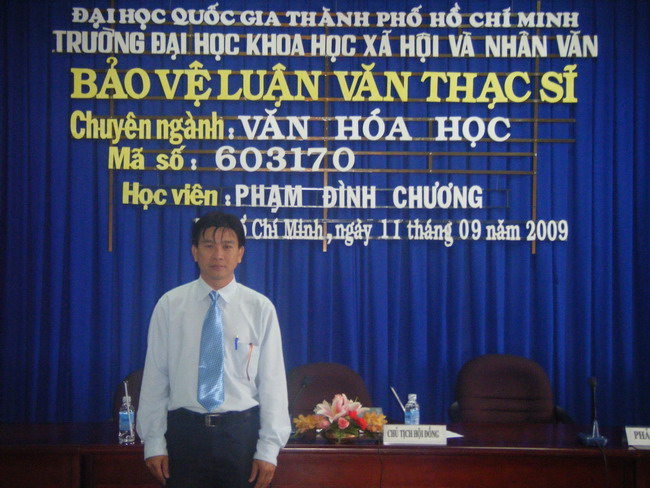 ĐẠI HỌC QUỐC GIA THÀNH PHỐ HỒ CHÍ MINH
TRƯỜNG ĐẠI HỌC KHOA HỌC XÃ HỘI VÀ NHÂN VĂN
BẢO VỆ LUẬN VĂN THẠC SĨ
Chuyên ngành : VĂN HÓA HỌC
Mã số : 603170
Học viên : PHẠM ĐÌNH CHƯƠNG
Chí Minh, ngày 11 tháng 09 năm 2009
CHỦ TỊCH HỘI ĐỒNG